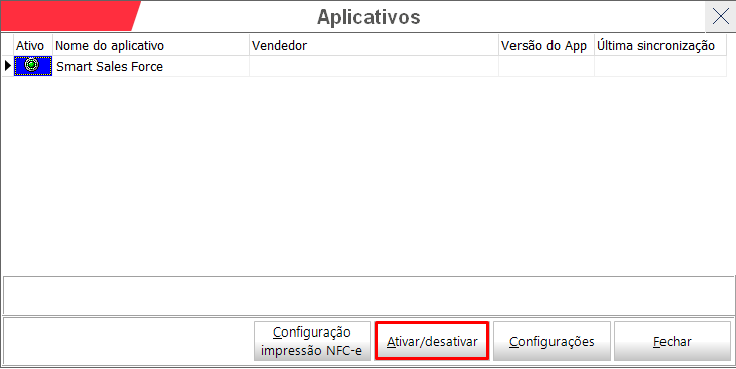 Aplicativos
Ativo Nome do aplicativo Vendedor Versão do App Última sincronização
Smart Sales Force
Configuração
impressão NFC-e
Ativar/desativar
Configurações
Fechar